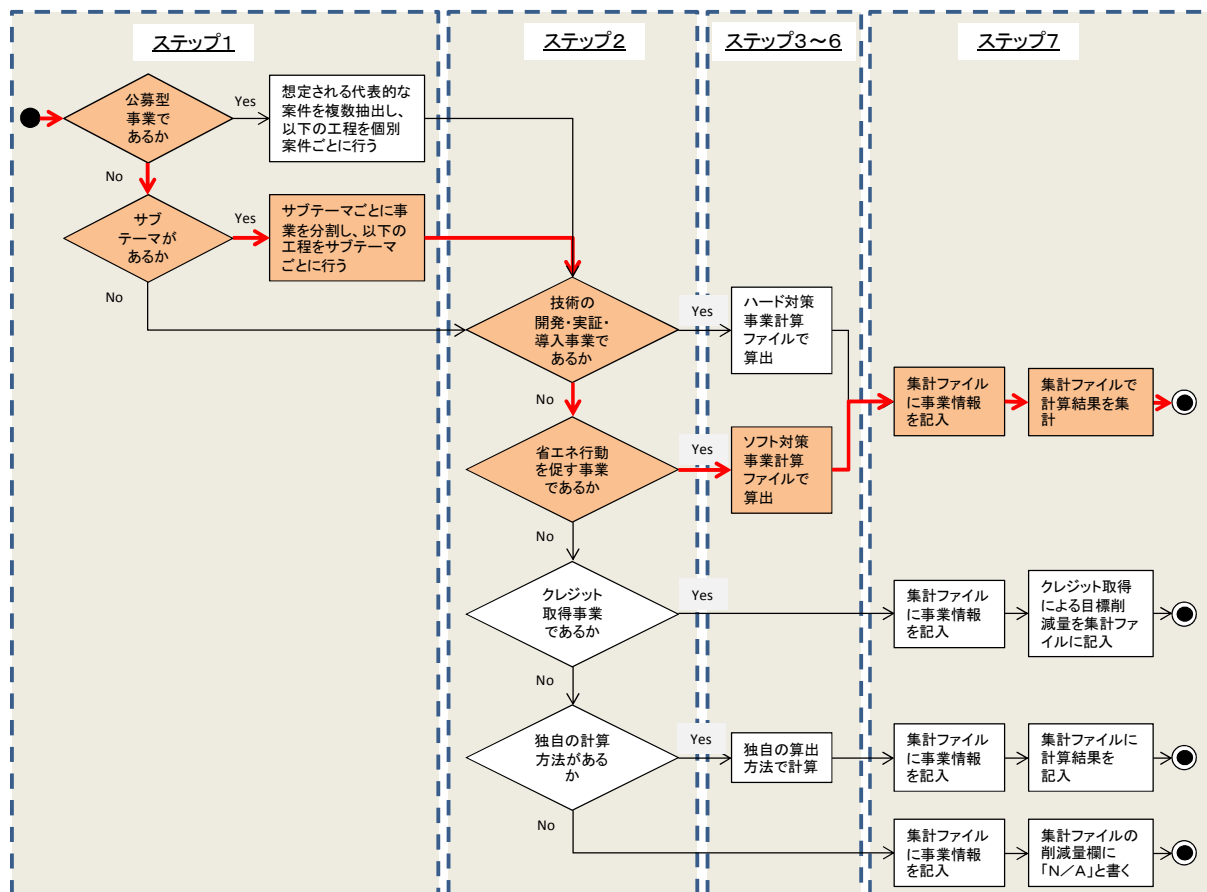 ステップ1
ステップ2
ステップ3～6
ステップ7
公募型
事業で
あるか
Yes
想定される代表的な
案件を複数抽出し、
以下の工程を個別
案件ごとに行う
No
サブ
テーマが
あるか
Yes
サブテーマごとに事
業を分割し、以下の
工程をサブテーマ
ごとに行う
No
技術の
開発・実証・
導入事業で
あるか
Yes
ハード対策
事業計算
ファイルで
算出
No
集計ファイル
に事業情報
を記入
集計ファイルで
計算結果を集
計
省エネ行動
を促す事業
であるか
Yes
ソフト対策
事業計算
ファイルで
算出
No
クレジット
取得事業
であるか
Yes
集計ファイル
に事業情報
を記入
クレジット取得
による目標削
減量を集計ファ
イルに記入
No
独自の計算
方法がある
か
Yes
独自の算出
方法で計算
集計ファイル
に事業情報
を記入
集計ファイルに
計算結果を
記入
No
集計ファイル
に事業情報
を記入
集計ファイルの
削減量欄に
「N／A」と書く